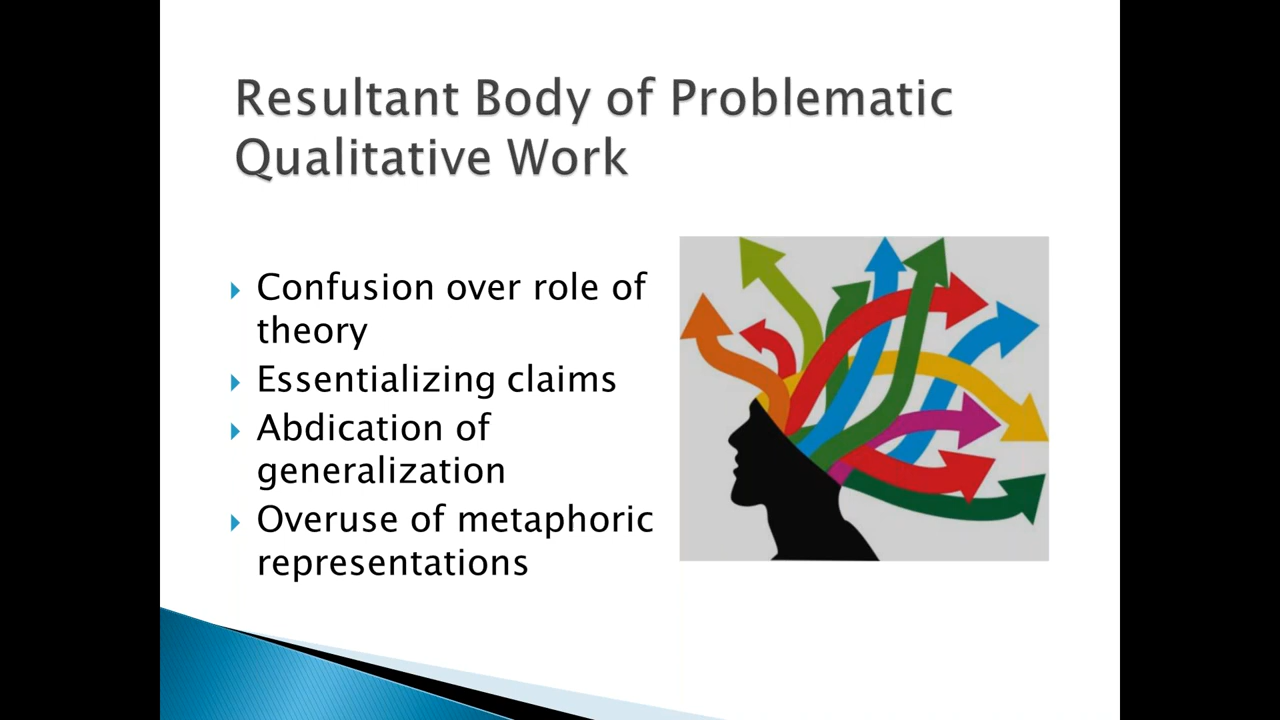 Resultant Body of Problematic
Qualitative Work
Confusion over role of
theory
Essentializing claims
Abdication of
generalization
Overuse of metaphoric
representations